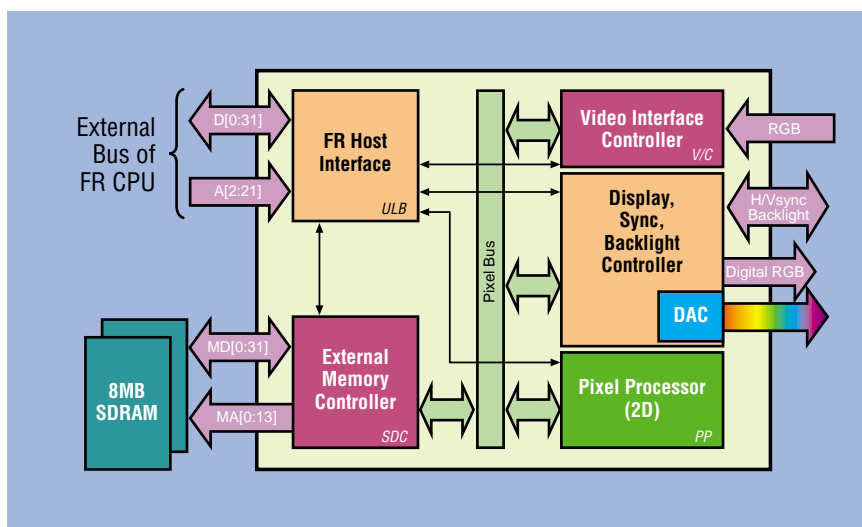 External
Bus of
FR CPU
D[0:31]
A[2:21]
FR Host
Interface
ULB
Video Interface
Controller
V/C
RGB
Display,
Sync,
Backlight
Controller
H/Vsync
Backlight
Digital RGB
DAC
Pixel Bus
8MB
SDRAM
MD[0:31]
MA[0:13]
External
Memory
Controller
SDC
Pixel Processor
(2D)
PP